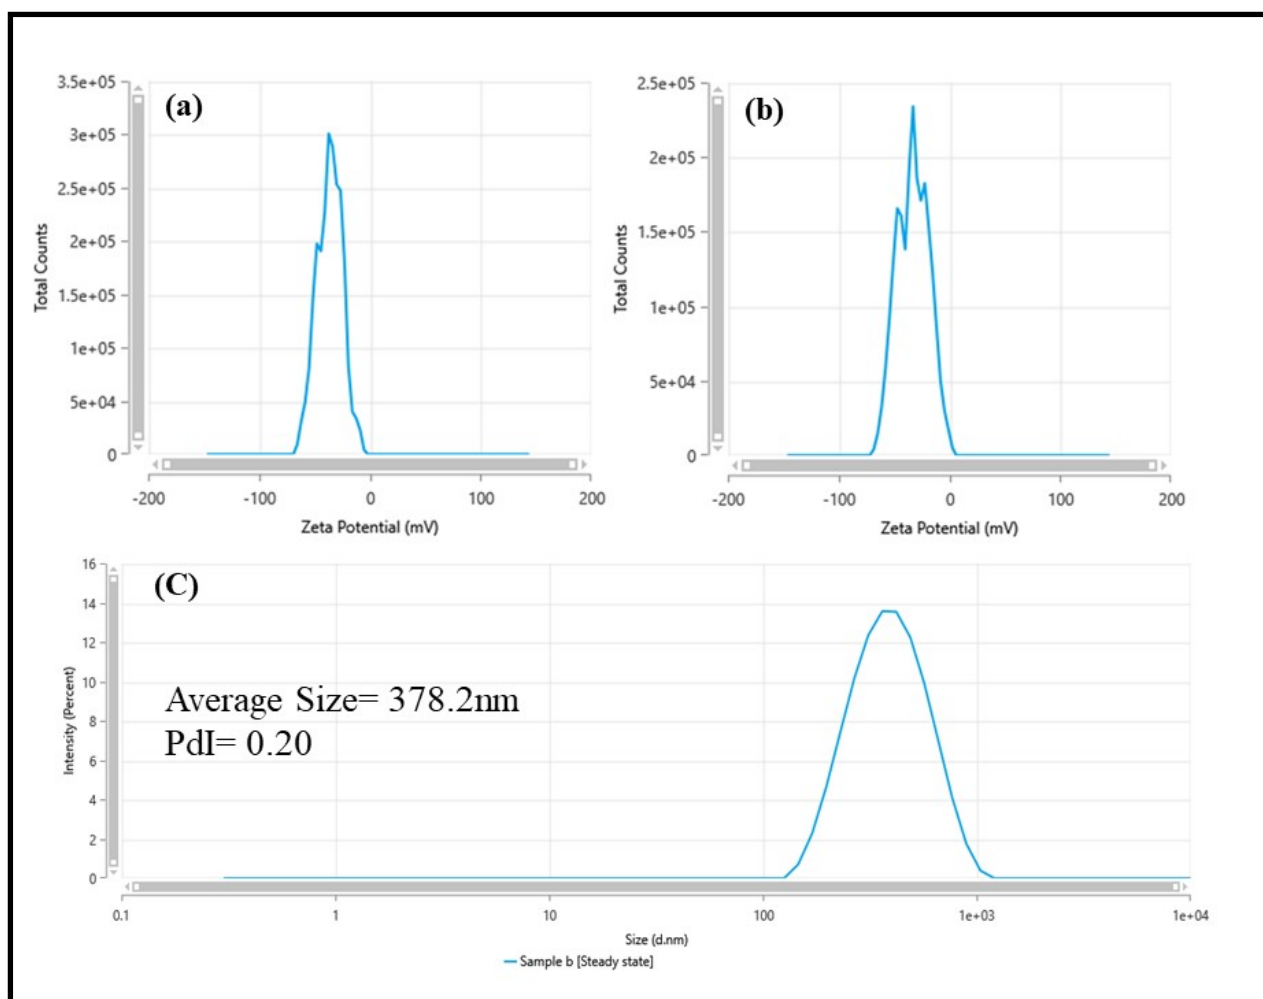 (a)
3.5e+05
3e+05
2.5e+05
2e+05
1.5e+05
1e+05
5e+04
0
Total Counts
-200 -100 0 100 200
Zeta Potential (mV)
(b)
2.5e+05
2e+05
1.5e+05
1e+05
5e+04
0
Total Counts
-200 -100 0 100 200
Zeta Potential (mV)
(C)
16
14
12
10
8
6
4
2
0
Intensity (Percent)
Average Size= 378.2nm
PdI= 0.20
0.1 1 10 100 1e+03 1e+04
Size (d.nm)
Sample b [Steady state]